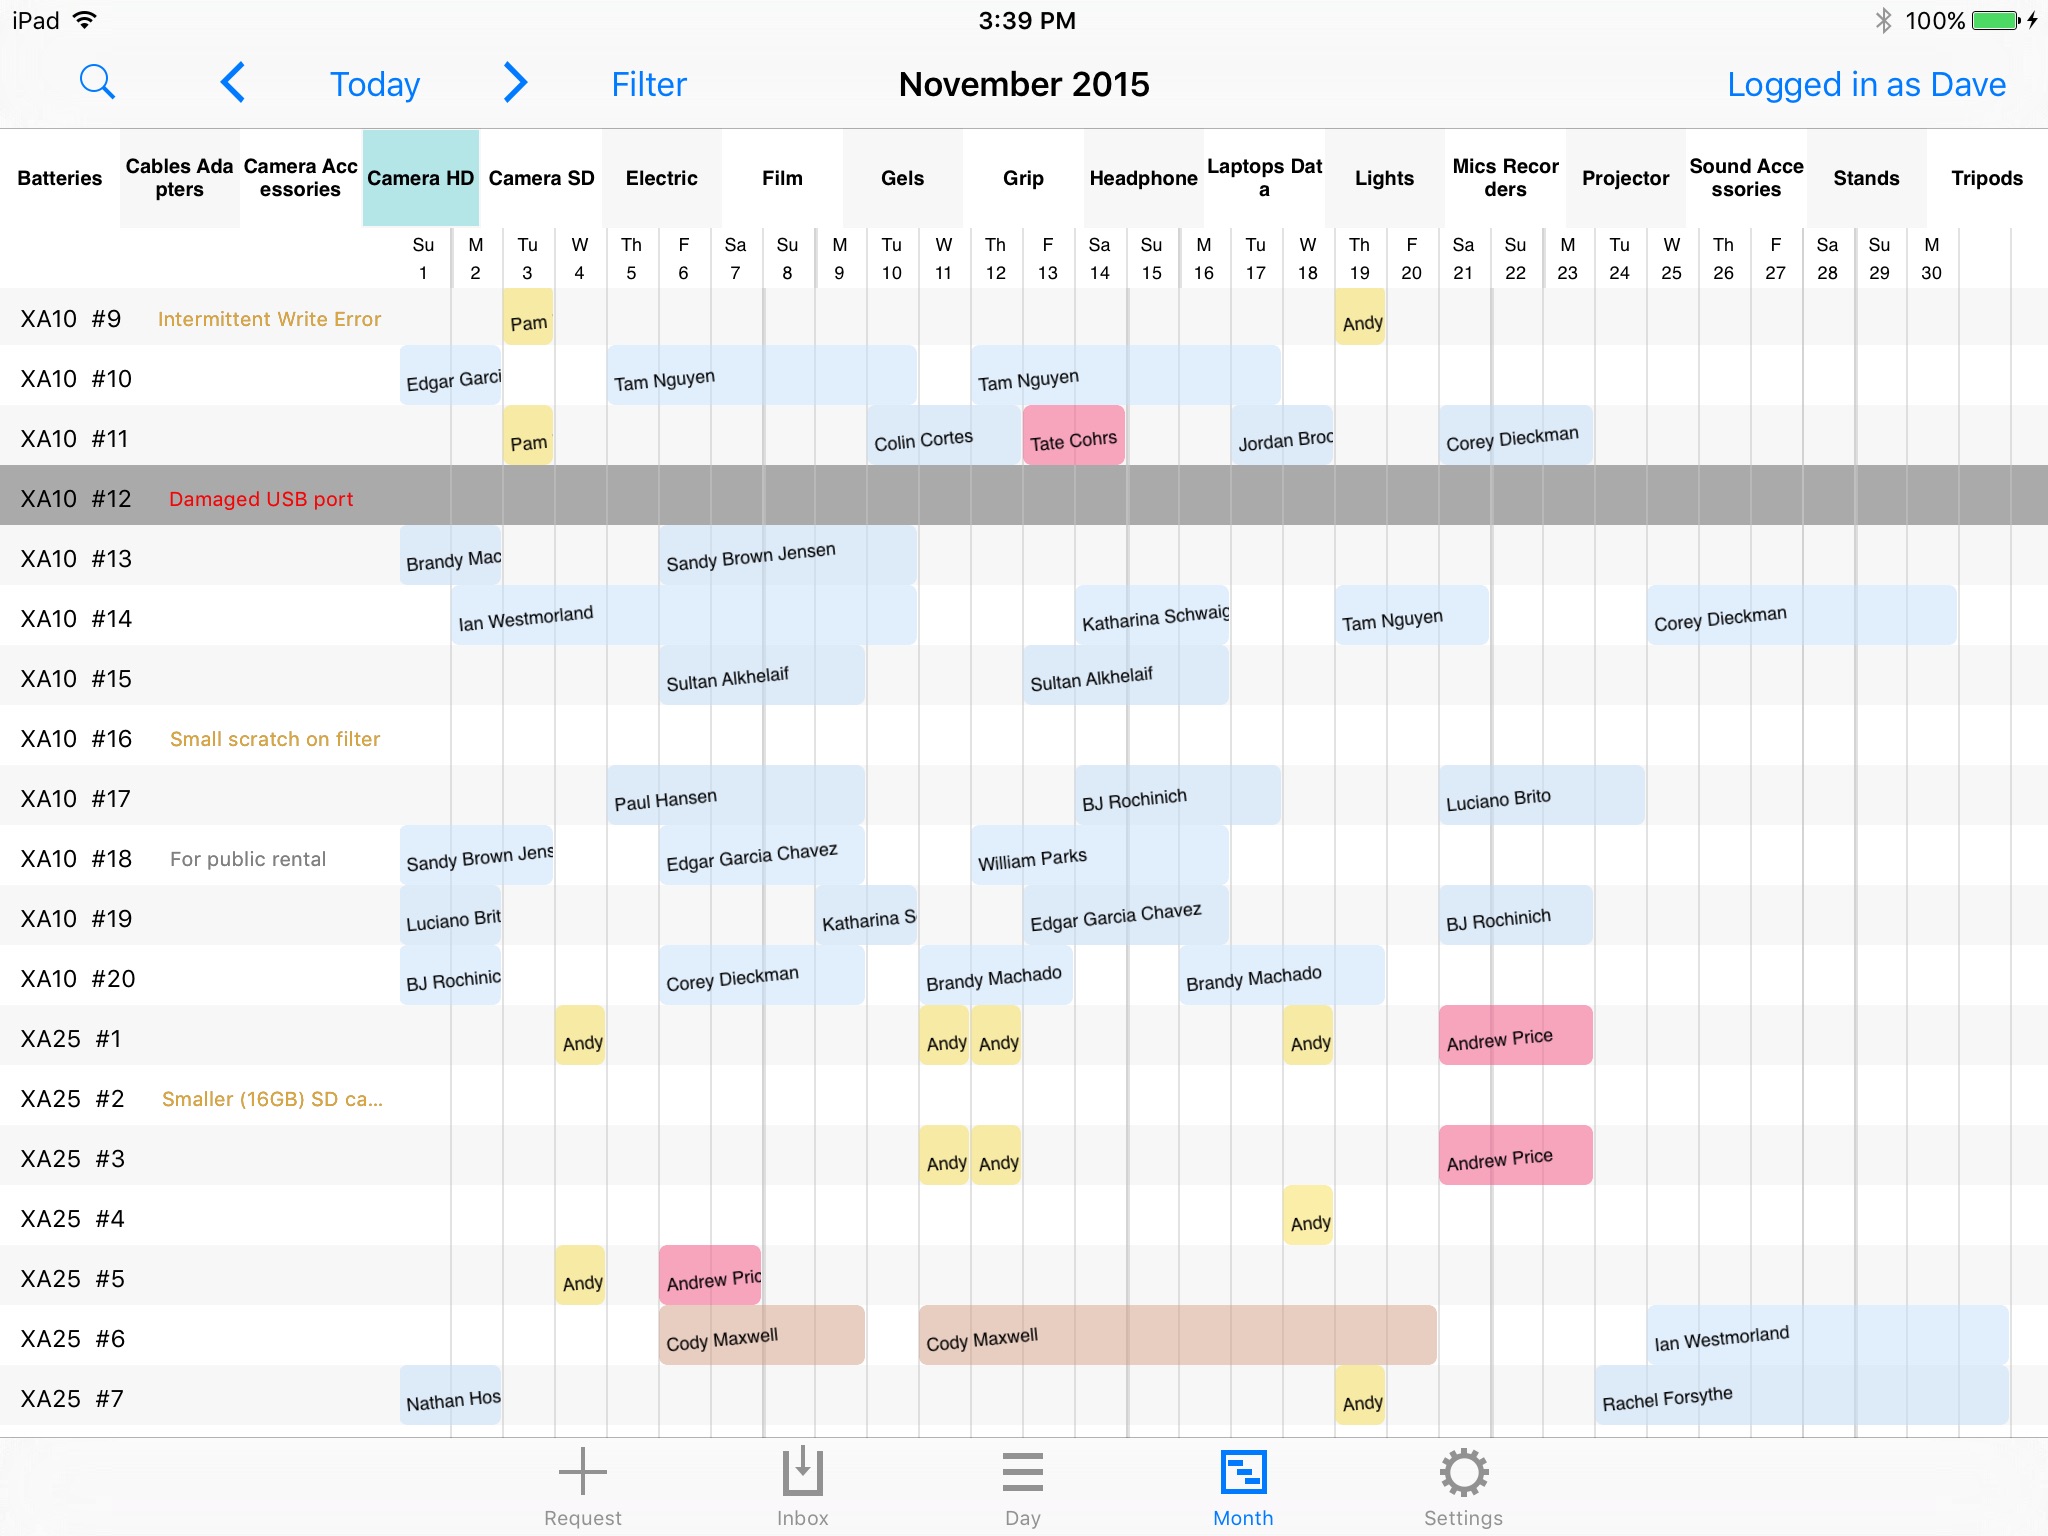 iPad 3:39 PM 100%
Today Filter November 2015 Logged in as Dave
Batteries Cables Ada
pters Camera Acc
essories Camera HD Camera SD Electric Film Gels Grip Headphone Laptops Dat
a Lights Mics Recor
ders Projector Sound Acce
ssories Stands Tripods
Su M Tu W Th F Sa Su M Tu W Th F Sa Su M Tu W Th F Sa Su M Tu W Th F Sa Su M
1 2 3 4 5 6 7 8 9 10 11 12 13 14 15 16 17 18 19 20 21 22 23 24 25 26 27 28 29 30
XA10 #9 Intermittent Write Error Pam Andy
XA10 #10 Edgar Garci Tam Nguyen Tam Nguyen
XA10 #11 Pam Colin Cortes Tate Cohrs Jordan Broc Corey Dieckman
XA10 #12 Damaged USB port
XA10 #13 Brandy Mac Sandy Brown Jensen
XA10 #14 Ian Westmorland Katharina Schwaig Tam Nguyen Corey Dieckman
XA10 #15 Sultan Alkhelaif Sultan Alkhelaif
XA10 #16 Small scratch on filter
XA10 #17 Paul Hansen BJ Rochinich Luciano Brito
XA10 #18 For public rental Sandy Brown Jens Edgar Garcia Chavez William Parks
XA10 #19 Luciano Brit Katharina S Edgar Garcia Chavez BJ Rochinich
XA10 #20 BJ Rochinic Corey Dieckman Brandy Machado Brandy Machado
XA25 #1 Andy Andy Andy Andy Andrew Price
XA25 #2 Smaller (16GB) SD ca...
XA25 #3 Andy Andy Andrew Price
XA25 #4 Andy
XA25 #5 Andy Andrew Pric
XA25 #6 Cody Maxwell Cody Maxwell Ian Westmorland
XA25 #7 Nathan Hos Andy Rachel Forsythe
Request Inbox Day Month Settings